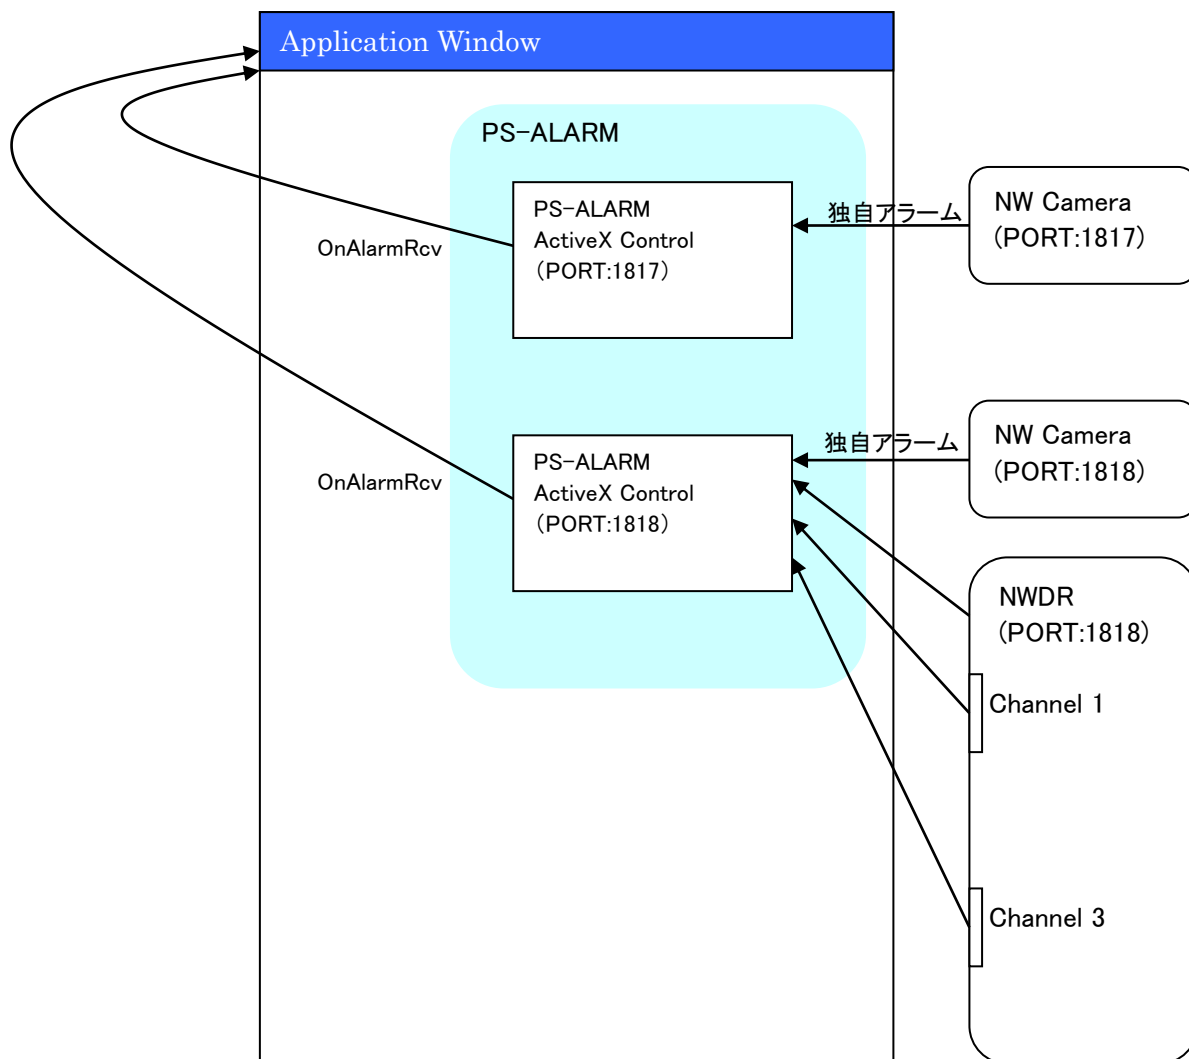 Application Window
PS-ALARM
PS-ALARM
ActiveX Control
(PORT:1817)
OnAlarmRcv
独自アラーム
NW Camera
(PORT:1817)
PS-ALARM
ActiveX Control
(PORT:1818)
OnAlarmRcv
独自アラーム
NW Camera
(PORT:1818)
NWDR
(PORT:1818)
Channel 1
Channel 3